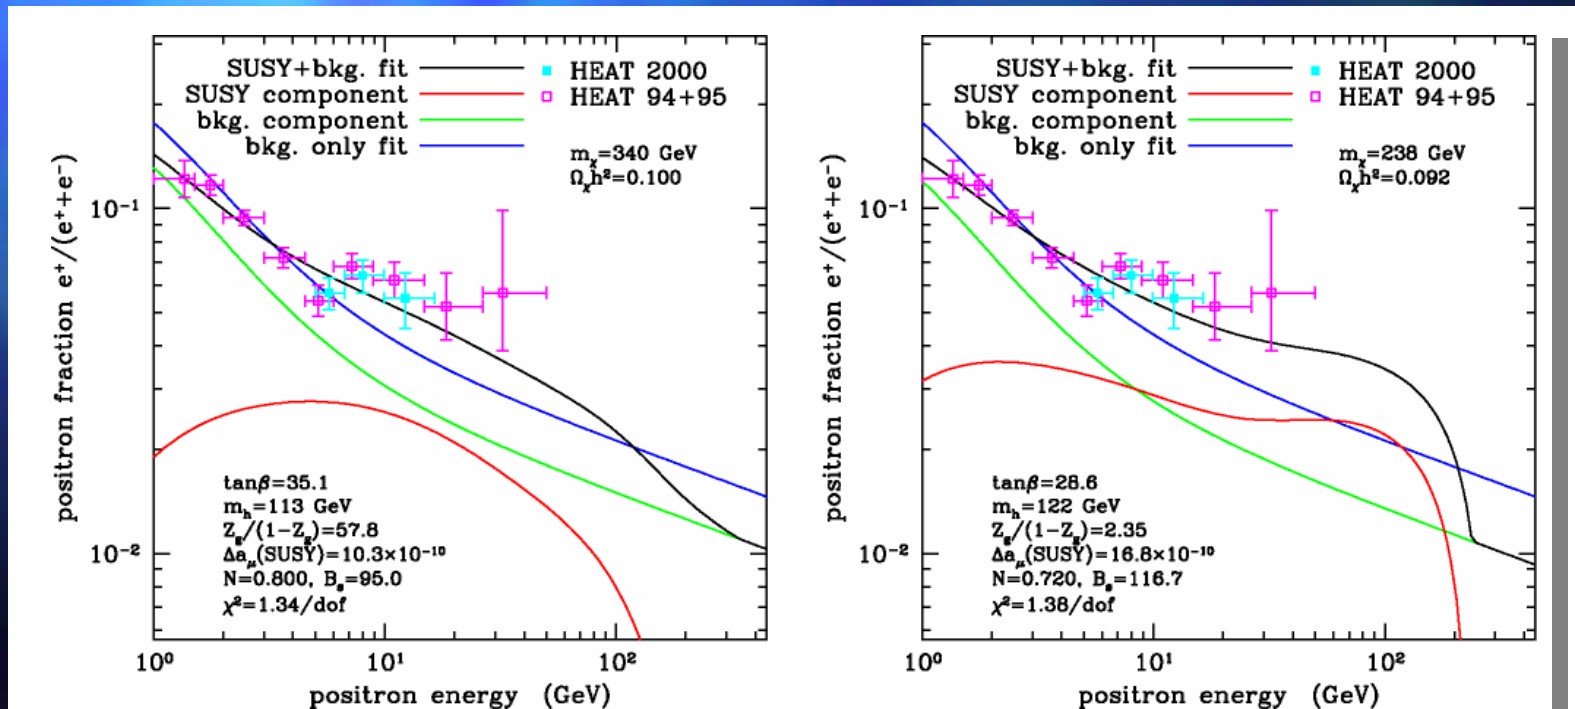 SUSY+bkg. fit
SUSY component
bkg. component
bkg. only fit
HEAT 2000
HEAT 94+95
mχ=340 GeV
Ωχh²=0.100
10⁻¹
10⁻²
positron fraction e⁺/(e⁺+e⁻)
tanβ=35.1
mh=113 GeV
Zg/(1-Zg)=57.8
Δaμ(SUSY)=10.3×10⁻¹⁰
N=0.800, Bs=95.0
χ²=1.34/dof
10⁰
10¹
10²
positron energy (GeV)
SUSY+bkg. fit
SUSY component
bkg. component
bkg. only fit
HEAT 2000
HEAT 94+95
mχ=238 GeV
Ωχh²=0.092
10⁻¹
10⁻²
positron fraction e⁺/(e⁺+e⁻)
tanβ=28.6
mh=122 GeV
Zg/(1-Zg)=2.35
Δaμ(SUSY)=16.8×10⁻¹⁰
N=0.720, Bs=116.7
χ²=1.38/dof
10⁰
10¹
10²
positron energy (GeV)